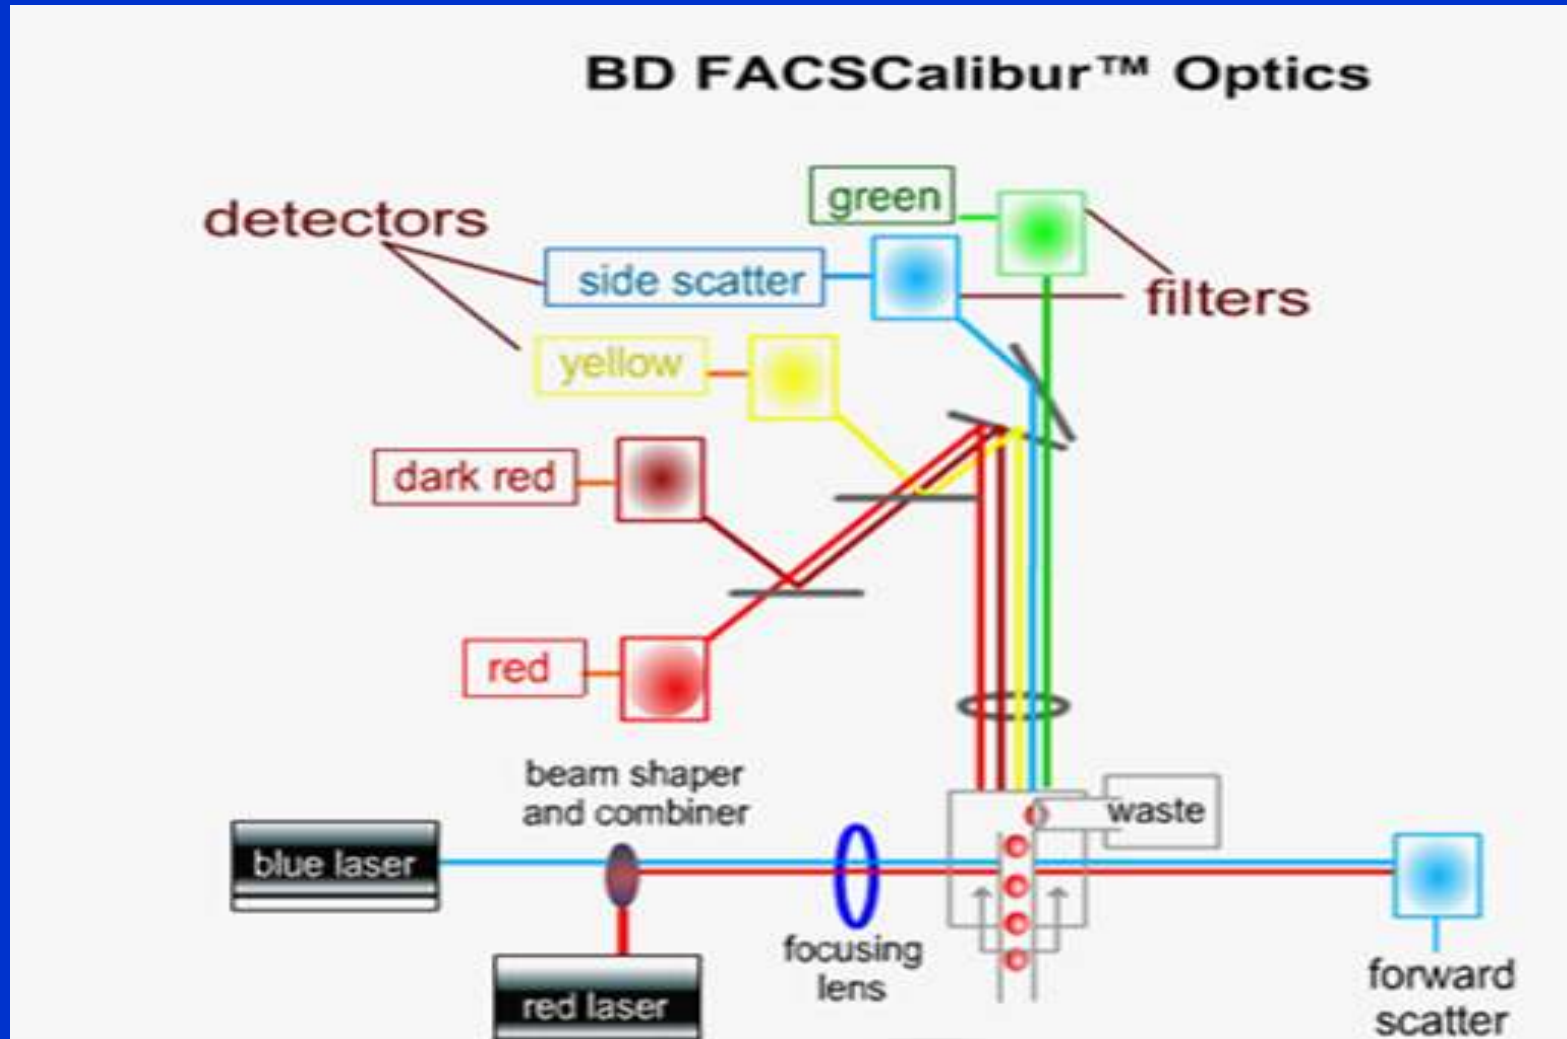 BD FACSCalibur™ Optics
green
detectors
side scatter
filters
yellow
dark red
red
beam shaper
and combiner
waste
blue laser
focusing
lens
red laser
forward
scatter